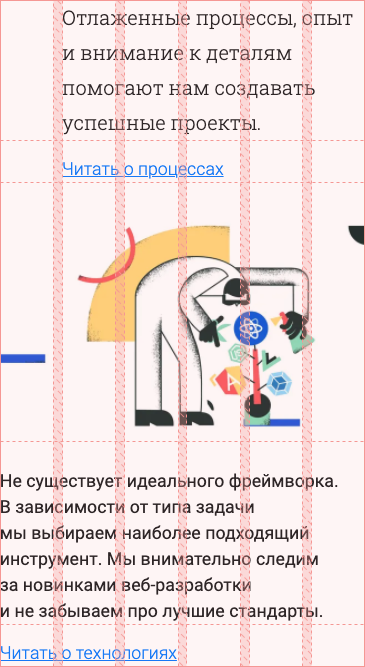 Отлаженные процессы, опыт
и внимание к деталям
помогают нам создавать
успешные проекты.
Читать о процессах
Не существует идеального фреймворка.
В зависимости от типа задачи
мы выбираем наиболее подходящий
инструмент. Мы внимательно следим
за новинками веб-разработки
и не забываем про лучшие стандарты.
Читать о технологиях